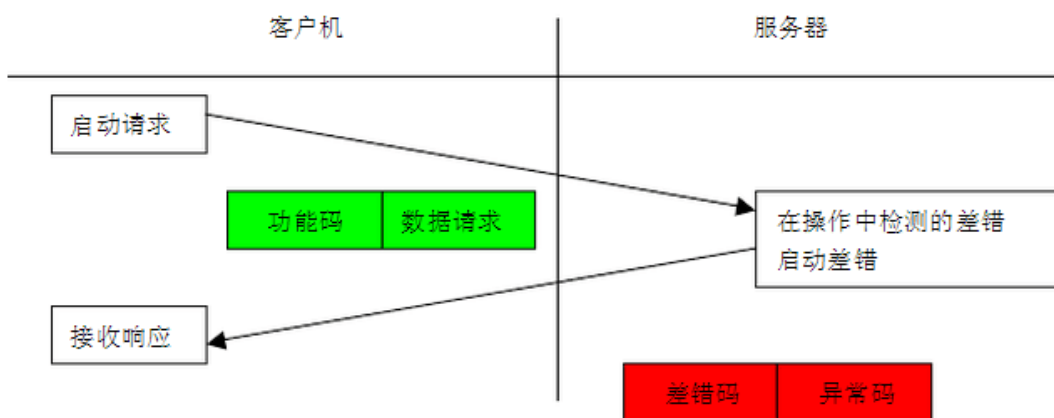 客户机
服务器
启动请求
功能码 数据请求
在操作中检测的差错
启动差错
接收响应
差错码 异常码